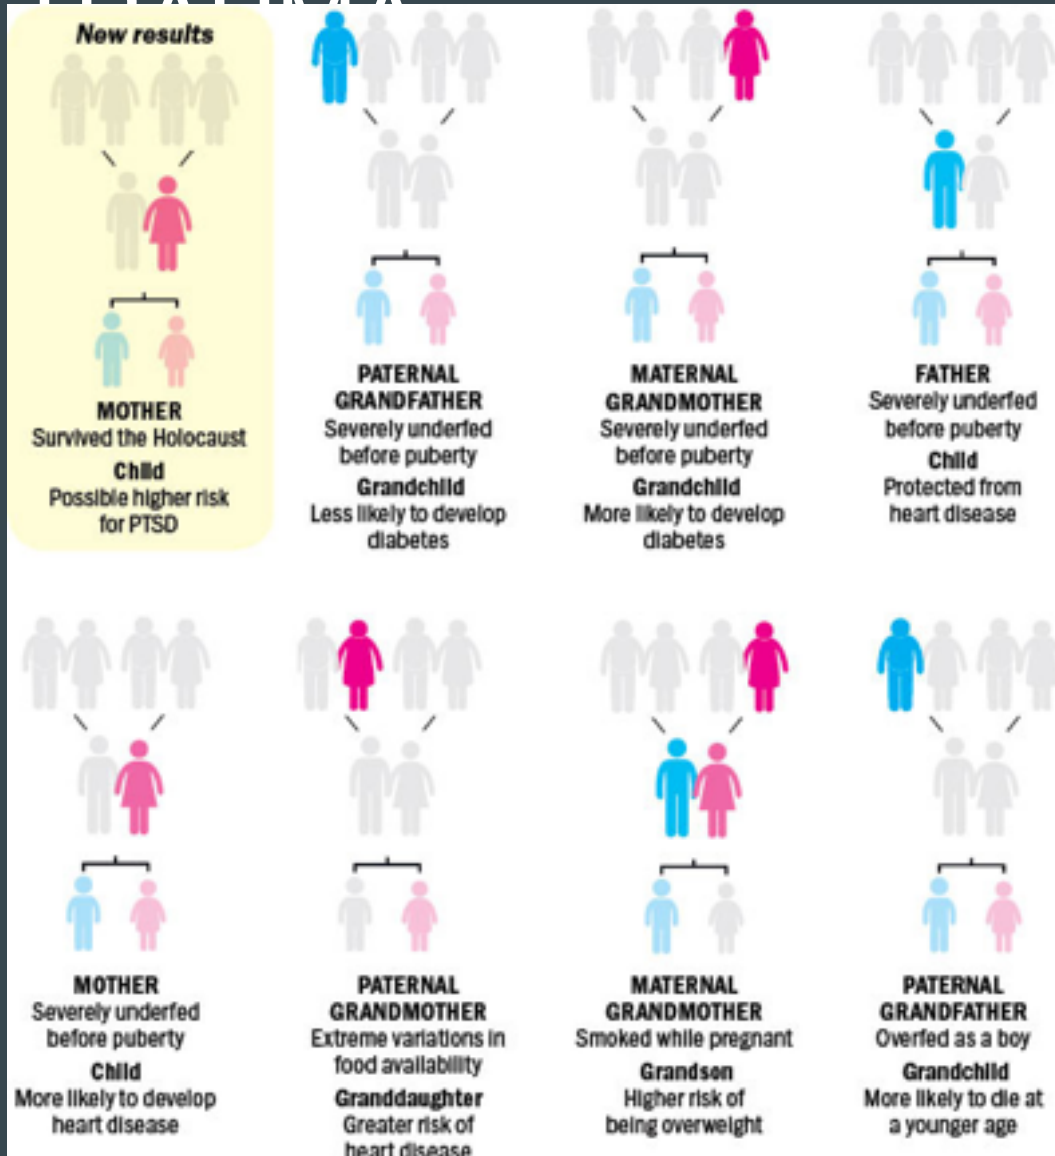 New results
MOTHER
Survived the Holocaust
Child
Possible higher risk
for PTSD
PATERNAL
GRANDFATHER
Severely underfed
before puberty
Grandchild
Less likely to develop
diabetes
MATERNAL
GRANDMOTHER
Severely underfed
before puberty
Grandchild
More likely to develop
diabetes
FATHER
Severely underfed
before puberty
Child
Protected from
heart disease
MOTHER
Severely underfed
before puberty
Child
More likely to develop
heart disease
PATERNAL
GRANDMOTHER
Extreme variations in
food availability
Granddaughter
Greater risk of
heart disease
MATERNAL
GRANDMOTHER
Smoked while pregnant
Grandson
Higher risk of
being overweight
PATERNAL
GRANDFATHER
Overfed as a boy
Grandchild
More likely to die at
a younger age